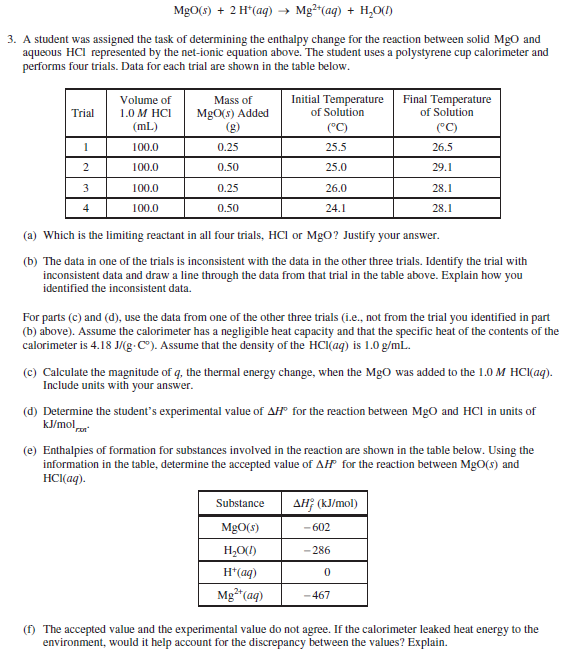 MgO(s) + 2 H⁺(aq) → Mg²⁺(aq) + H₂O(l)
3. A student was assigned the task of determining the enthalpy change for the reaction between solid MgO and
aqueous HCl represented by the net-ionic equation above. The student uses a polystyrene cup calorimeter and
performs four trials. Data for each trial are shown in the table below.
Trial Volume of 1.0 M HCl (mL) Mass of MgO(s) Added (g) Initial Temperature of Solution (°C) Final Temperature of Solution (°C)
1 100.0 0.25 25.5 26.5
2 100.0 0.50 25.0 29.1
3 100.0 0.25 26.0 28.1
4 100.0 0.50 24.1 28.1
(a) Which is the limiting reactant in all four trials, HCl or MgO? Justify your answer.
(b) The data in one of the trials is inconsistent with the data in the other three trials. Identify the trial with
inconsistent data and draw a line through the data from that trial in the table above. Explain how you
identified the inconsistent data.
For parts (c) and (d), use the data from one of the other three trials (i.e., not from the trial you identified in part
(b) above). Assume the calorimeter has a negligible heat capacity and that the specific heat of the contents of the
calorimeter is 4.18 J/(g·C°). Assume that the density of the HCl(aq) is 1.0 g/mL.
(c) Calculate the magnitude of q, the thermal energy change, when the MgO was added to the 1.0 M HCl(aq).
Include units with your answer.
(d) Determine the student's experimental value of ΔH° for the reaction between MgO and HCl in units of
kJ/mol_rxn.
(e) Enthalpies of formation for substances involved in the reaction are shown in the table below. Using the
information in the table, determine the accepted value of ΔH° for the reaction between MgO(s) and
HCl(aq).
Substance ΔH_f° (kJ/mol)
MgO(s) −602
H₂O(l) −286
H⁺(aq) 0
Mg²⁺(aq) −467
(f) The accepted value and the experimental value do not agree. If the calorimeter leaked heat energy to the
environment, would it help account for the discrepancy between the values? Explain.